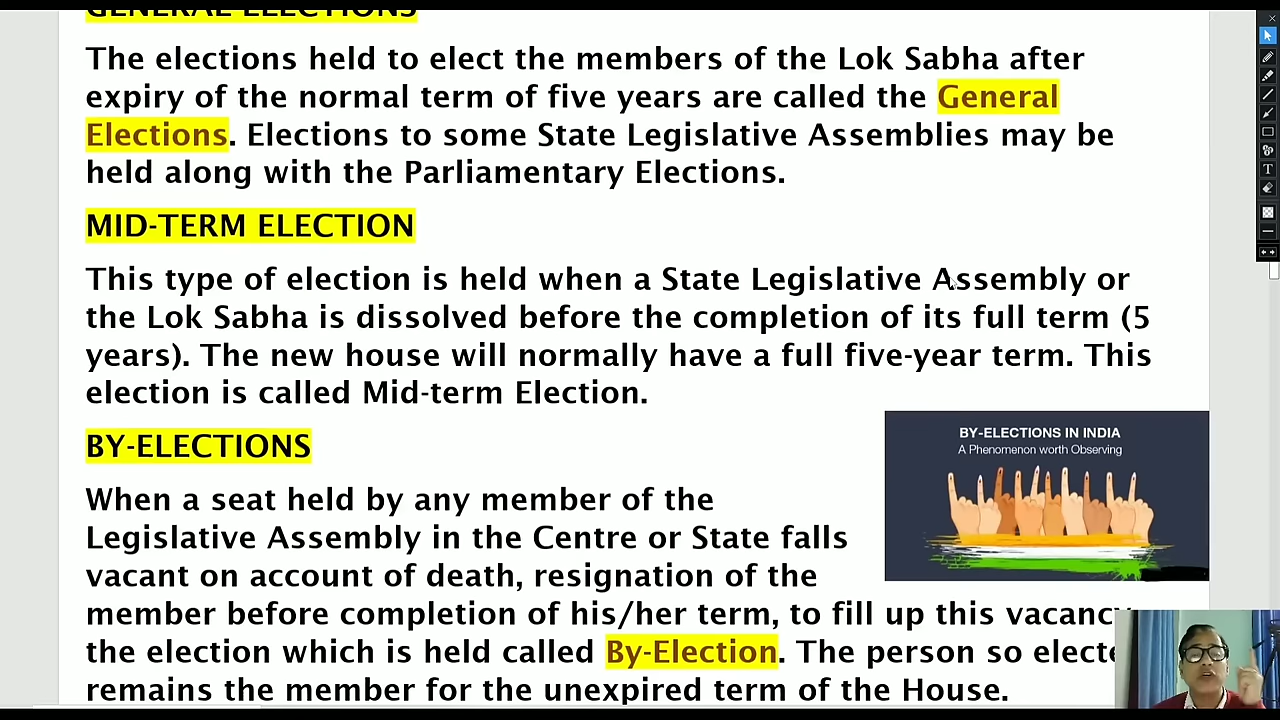 GENERAL ELECTIONS
The elections held to elect the members of the Lok Sabha after
expiry of the normal term of five years are called the General
Elections. Elections to some State Legislative Assemblies may be
held along with the Parliamentary Elections.
MID-TERM ELECTION
This type of election is held when a State Legislative Assembly or
the Lok Sabha is dissolved before the completion of its full term (5
years). The new house will normally have a full five-year term. This
election is called Mid-term Election.
BY-ELECTIONS
BY-ELECTIONS IN INDIA
A Phenomenon worth Observing
When a seat held by any member of the
Legislative Assembly in the Centre or State falls
vacant on account of death, resignation of the
member before completion of his/her term, to fill up this vacancy
the election which is held called By-Election. The person so electe
remains the member for the unexpired term of the House.
T